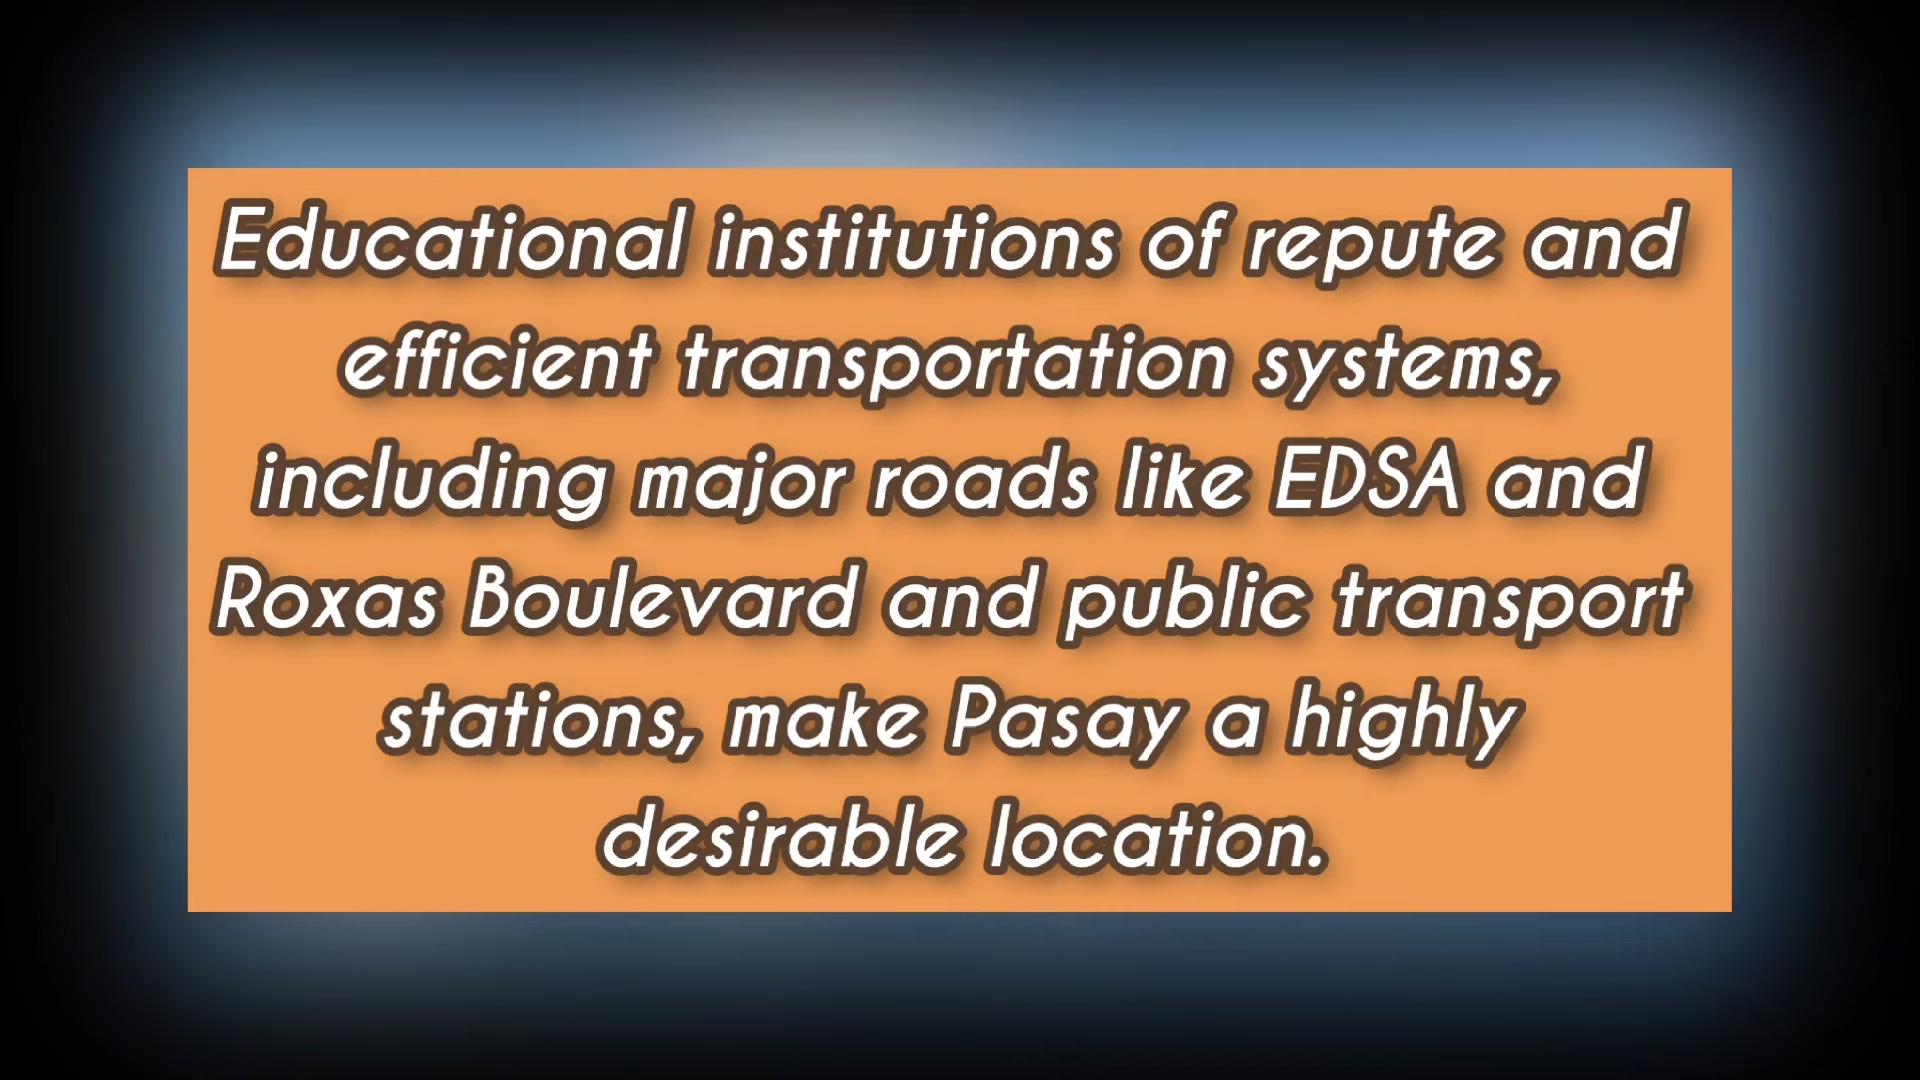 Educational institutions of repute and
efficient transportation systems,
including major roads like EDSA and
Roxas Boulevard and public transport
stations, make Pasay a highly
desirable location.